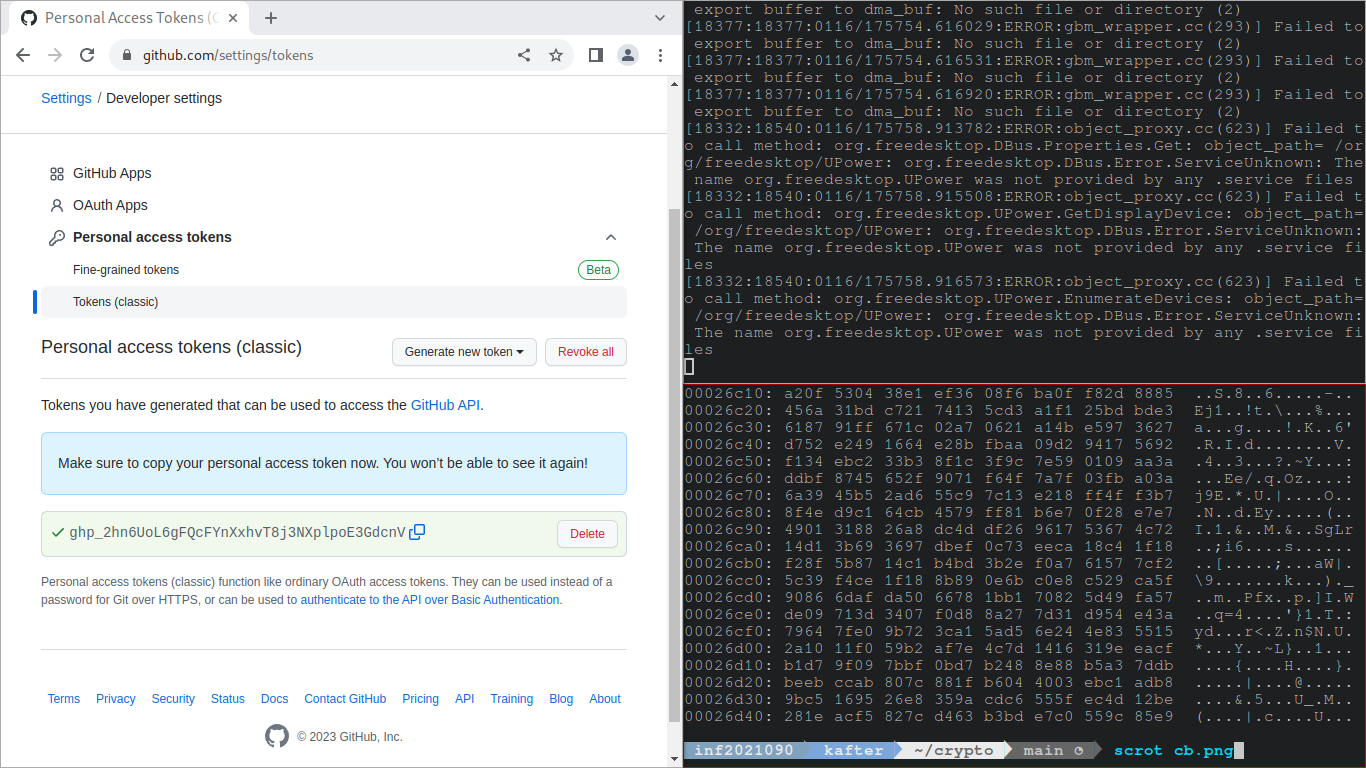 Personal Access Tokens (C
github.com/settings/tokens
Settings / Developer settings
GitHub Apps
OAuth Apps
Personal access tokens
Fine-grained tokens
Beta
Tokens (classic)
Personal access tokens (classic)
Generate new token
Revoke all
Tokens you have generated that can be used to access the GitHub API.
Make sure to copy your personal access token now. You won't be able to see it again!
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
Delete
Personal access tokens (classic) function like ordinary OAuth access tokens. They can be used instead of a
password for Git over HTTPS, or can be used to authenticate to the API over Basic Authentication.
Terms Privacy Security Status Docs Contact GitHub Pricing API Training Blog About
© 2023 GitHub, Inc.
export buffer to dma_buf: No such file or directory (2)
[18377:18377:0116/175754.616029:ERROR:gbm_wrapper.cc(293)] Failed to
export buffer to dma_buf: No such file or directory (2)
[18377:18377:0116/175754.616531:ERROR:gbm_wrapper.cc(293)] Failed to
export buffer to dma_buf: No such file or directory (2)
[18377:18377:0116/175754.616920:ERROR:gbm_wrapper.cc(293)] Failed to
export buffer to dma_buf: No such file or directory (2)
[18332:18540:0116/175758.913782:ERROR:object_proxy.cc(623)] Failed t
o call method: org.freedesktop.DBus.Properties.Get: object_path= /or
g/freedesktop/UPower: org.freedesktop.DBus.Error.ServiceUnknown: The
name org.freedesktop.UPower was not provided by any .service files
[18332:18540:0116/175758.915508:ERROR:object_proxy.cc(623)] Failed t
o call method: org.freedesktop.UPower.GetDisplayDevice: object_path=
/org/freedesktop/UPower: org.freedesktop.DBus.Error.ServiceUnknown:
The name org.freedesktop.UPower was not provided by any .service fi
les
[18332:18540:0116/175758.916573:ERROR:object_proxy.cc(623)] Failed t
o call method: org.freedesktop.UPower.EnumerateDevices: object_path=
/org/freedesktop/UPower: org.freedesktop.DBus.Error.ServiceUnknown:
The name org.freedesktop.UPower was not provided by any .service fi
les
00026c10: a20f 5304 38e1 ef36 08f6 ba0f f82d 8885 ..S.8..6.....-..
00026c20: 456a 31bd c721 7413 5cd3 a1f1 25bd bde3 Ej1..!t.\...%...
00026c30: 6187 91ff 671c 02a7 0621 a14b e597 3627 a...g....!.K..6'
00026c40: d752 e249 1664 e28b fbaa 09d2 9417 5692 .R.I.d........V.
00026c50: f134 ebc2 33b3 8f1c 3f9c 7e59 0109 aa3a .4..3...?.~Y...:
00026c60: ddbf 8745 652f 9071 f64f 7a7f 03fb a03a ...Ee/.q.Oz....:
00026c70: 6a39 45b5 2ad6 55c9 7c13 e218 ff4f f3b7 j9E.*.U.|....O..
00026c80: 8f4e d9c1 64cb 4579 ff81 b6e7 0f28 e7e7 .N..d.Ey.....(..
00026c90: 4901 3188 26a8 dc4d df26 9617 5367 4c72 I.1.&..M.&..SgLr
00026ca0: 14d1 3b69 3697 dbef 0c73 eeca 18c4 1f18 ..;i6....s......
00026cb0: f28f 5b87 14c1 b4bd 3b2e f0a7 6157 7cf2 ..[.....;...aW|.
00026cc0: 5c39 f4ce 1f18 8b89 0e6b c0e8 c529 ca5f \9.......k...)._
00026cd0: 9086 6daf da50 6678 1bb1 7082 5d49 fa57 ..m..Pfx..p.]I.W
00026ce0: de09 713d 3407 f0d8 8a27 7d31 d954 e43a ..q=4....'}1.T.:
00026cf0: 7964 7fe0 9b72 3ca1 5ad5 6e24 4e83 5515 yd...r<.Z.n$N.U.
00026d00: 2a10 11f0 59b2 af7e 4c7d 1416 319e eacf *...Y..~L}..1...
00026d10: b1d7 9f09 7bbf 0bd7 b248 8e88 b5a3 7ddb ....{....H....}.
00026d20: beeb ccab 807c 881f b604 4003 ebc1 adb8 .....|....@.....
00026d30: 9bc5 1695 26e8 359a cdc6 555f ec4d 12be ....&.5...U_.M..
00026d40: 281e acf5 827c d463 b3bd e7c0 559c 85e9 (....|.c....U...
inf2021090 kafter ~/crypto main scrot cb.png